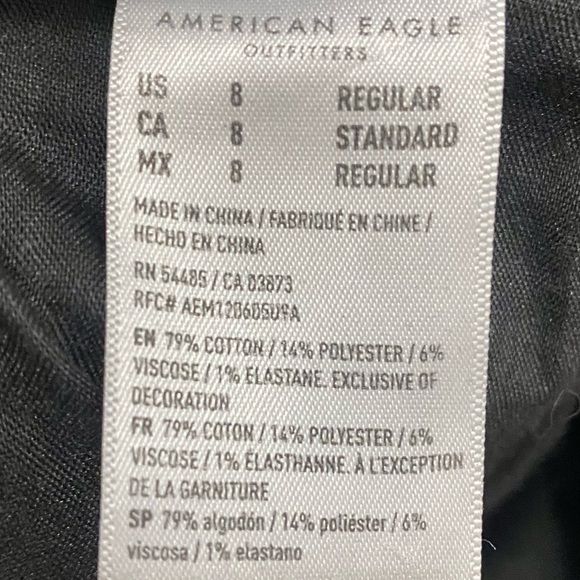 AMERICAN EAGLE
OUTFITTERS
US 8 REGULAR
CA 8 STANDARD
MX 8 REGULAR
MADE IN CHINA / FABRIQUÉ EN CHINE /
HECHO EN CHINA
RN 54485 / CA 03873
RFC# AEM120605U9A
EN 79% COTTON / 14% POLYESTER / 6%
VISCOSE / 1% ELASTANE. EXCLUSIVE OF
DECORATION
FR 79% COTON / 14% POLYESTER / 6%
VISCOSE / 1% ÉLASTHANNE. À L'EXCEPTION
DE LA GARNITURE
SP 79% algodón / 14% poliéster / 6%
viscosa / 1% elastano